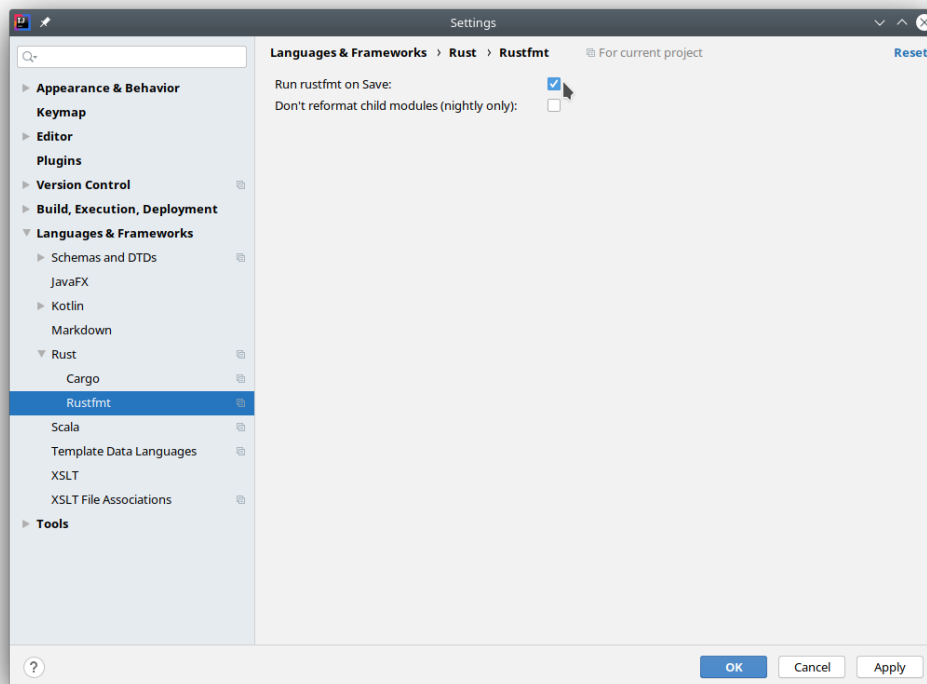 Settings
Languages & Frameworks › Rust › Rustfmt For current project Reset
Run rustfmt on Save:
Don't reformat child modules (nightly only):
Appearance & Behavior
Keymap
Editor
Plugins
Version Control
Build, Execution, Deployment
Languages & Frameworks
Schemas and DTDs
JavaFX
Kotlin
Markdown
Rust
Cargo
Rustfmt
Scala
Template Data Languages
XSLT
XSLT File Associations
Tools
? OK Cancel Apply